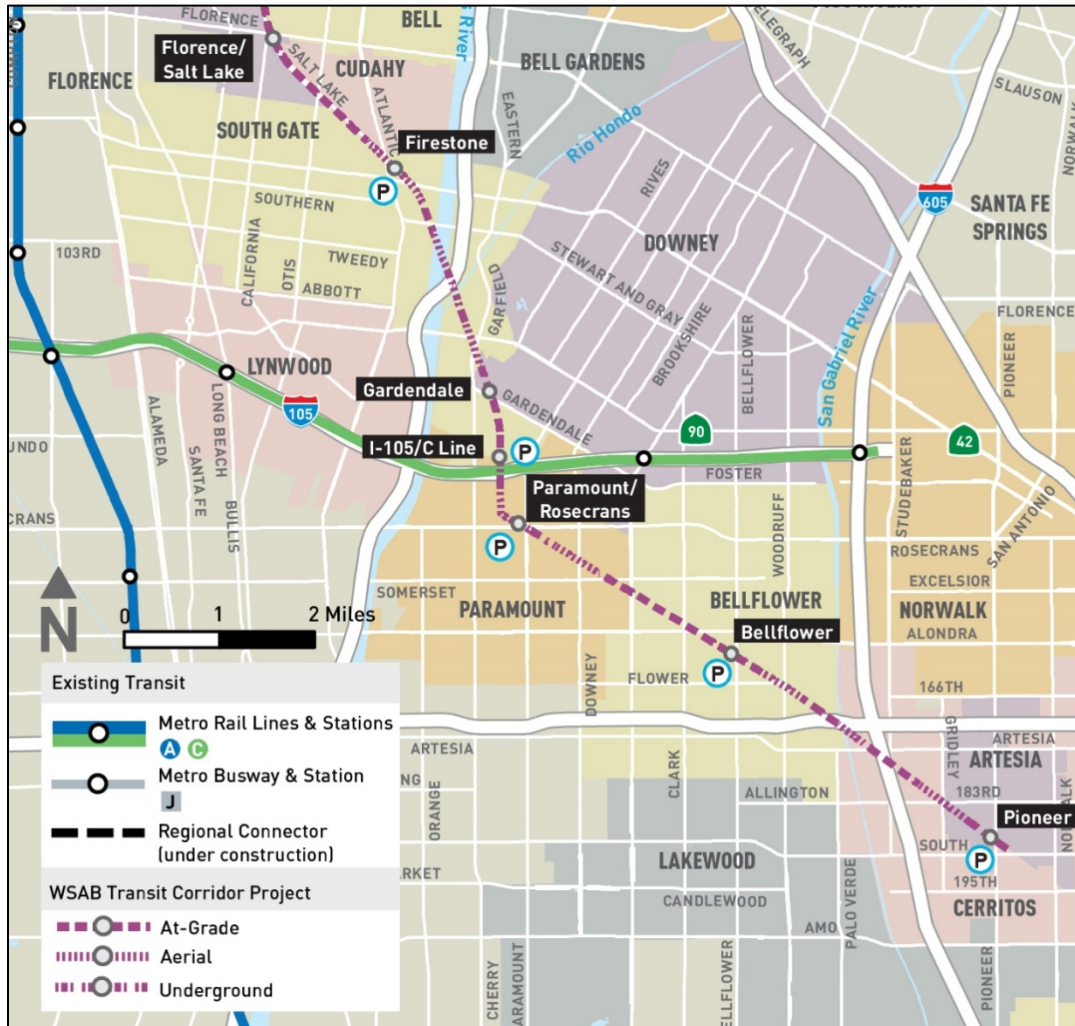 FLORENCE
BELL
TELEGRAPH
Florence/
Salt Lake
SALT LAKE
CUDAHY
BELL GARDENS
FLORENCE
ATLANTIC
EASTERN
SLAUSON
SOUTH GATE
Rio Hondo
Firestone
P
RIVES
605
SANTA FE
SPRINGS
SOUTHERN
DOWNEY
103RD
CALIFORNIA
OTIS
TWEEDY
ABBOTT
GARFIELD
STEWART AND GRAY
BROOKSHIRE
BELLFLOWER
San Gabriel River
FLORENCE
PIONEER
LYNWOOD
105
Gardendale
GARDENDALE
90
42
ALAMEDA
LONG BEACH
SANTA FE
BULLIS
I-105/C Line
P
FOSTER
STUDEBAKER
SAN ANTONIO
Paramount/
Rosecrans
P
WOODRUFF
ROSECRANS
EXCELSIOR
N
0 1 2 Miles
SOMERSET
PARAMOUNT
BELLFLOWER
NORWALK
ALONDRA
Bellflower
P
FLOWER
DOWNEY
166TH
GRIDLEY
ARTESIA
ARTESIA
ARTESIA
183RD
Pioneer
P
SOUTH
195TH
CERRITOS
ORANGE
CLARK
ALLINGTON
LAKEWOOD
CANDLEWOOD
PALO VERDE
AMO
CHERRY
PIONEER
Existing Transit
Metro Rail Lines & Stations
A C
Metro Busway & Station
J
Regional Connector
(under construction)
WSAB Transit Corridor Project
At-Grade
Aerial
Underground